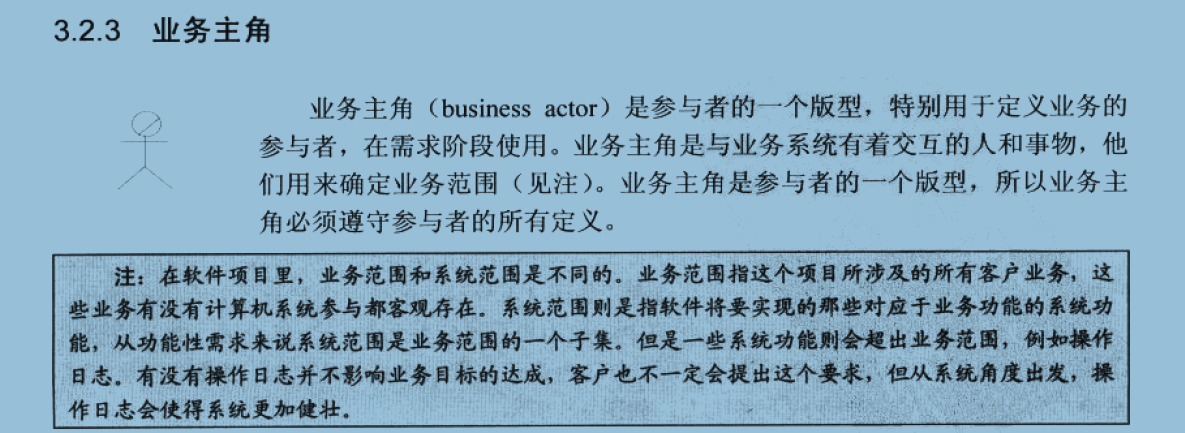 3.2.3 业务主角
业务主角（business actor）是参与者的一个版型，特别用于定义业务的
参与者，在需求阶段使用。业务主角是与业务系统有着交互的人和事物，他
们用来确定业务范围（见注）。业务主角是参与者的一个版型，所以业务主
角必须遵守参与者的所有定义。
注：在软件项目里，业务范围和系统范围是不同的。业务范围指这个项目所涉及的所有客户业务，这
些业务有没有计算机系统参与都客观存在。系统范围则是指软件将要实现的那些对应于业务功能的系统功
能，从功能性需求来说系统范围是业务范围的一个子集。但是一些系统功能则会超出业务范围，例如操作
日志。有没有操作日志并不影响业务目标的达成，客户也不一定会提出这个要求，但从系统角度出发，操
作日志会使得系统更加健壮。